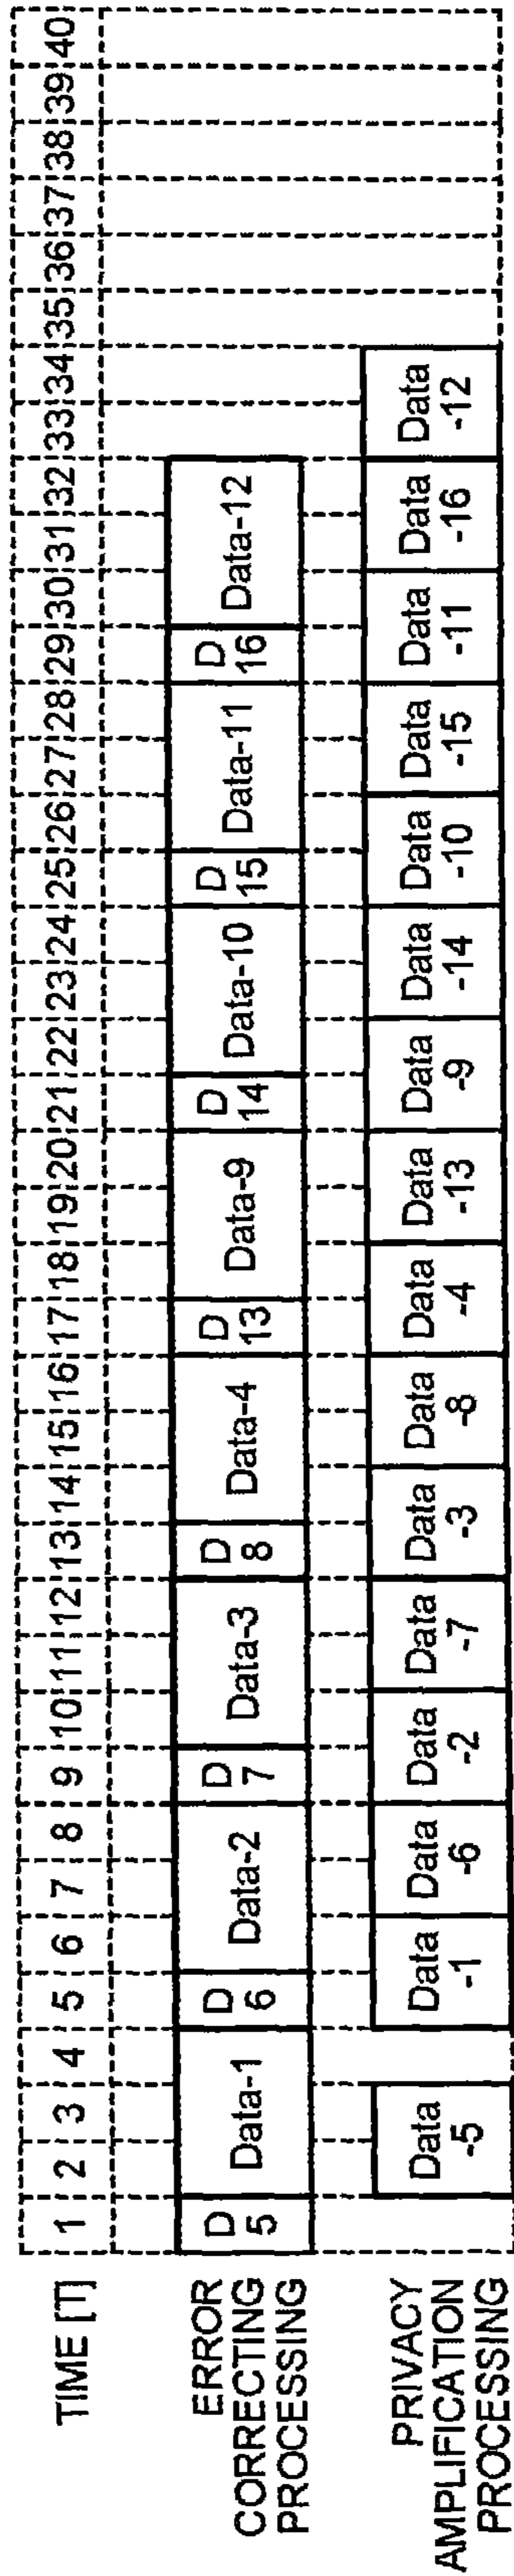 TIME [T]
1 2 3 4 5 6 7 8 9 10 11 12 13 14 15 16 17 18 19 20 21 22 23 24 25 26 27 28 29 30 31 32 33 34 35 36 37 38 39 40
ERROR
CORRECTING
PROCESSING
D
5
Data-1
D
6
Data-2
D
7
Data-3
D
8
Data-4
D
13
Data-9
D
14
Data-10
D
15
Data-11
D
16
Data-12
PRIVACY
AMPLIFICATION
PROCESSING
Data
-5
Data
-1
Data
-6
Data
-2
Data
-7
Data
-3
Data
-8
Data
-4
Data
-13
Data
-9
Data
-14
Data
-10
Data
-15
Data
-11
Data
-16
Data
-12